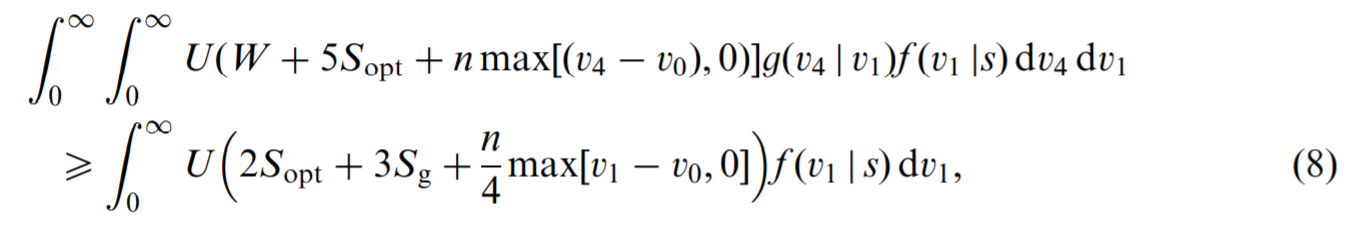 ∫₀^∞ ∫₀^∞ U(W + 5S_opt + n max[(v₄ − v₀), 0)]g(v₄ | v₁)f(v₁ |s) dv₄ dv₁
⩾ ∫₀^∞ U(2S_opt + 3S_g + n/4 max[v₁ − v₀, 0])f(v₁ | s) dv₁, (8)